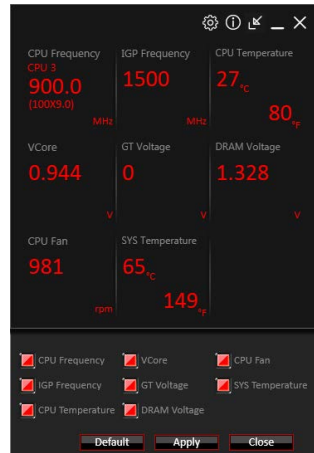 CPU Frequency IGP Frequency CPU Temperature
CPU 3
900.0 1500 27 °C
(100X9.0)
MHz MHz 80 °F
VCore GT Voltage DRAM Voltage
0.944 0 1.328
V V V
CPU Fan SYS Temperature
981 65 °C
rpm 149 °F
CPU Frequency VCore CPU Fan
IGP Frequency GT Voltage SYS Temperature
CPU Temperature DRAM Voltage
Default Apply Close